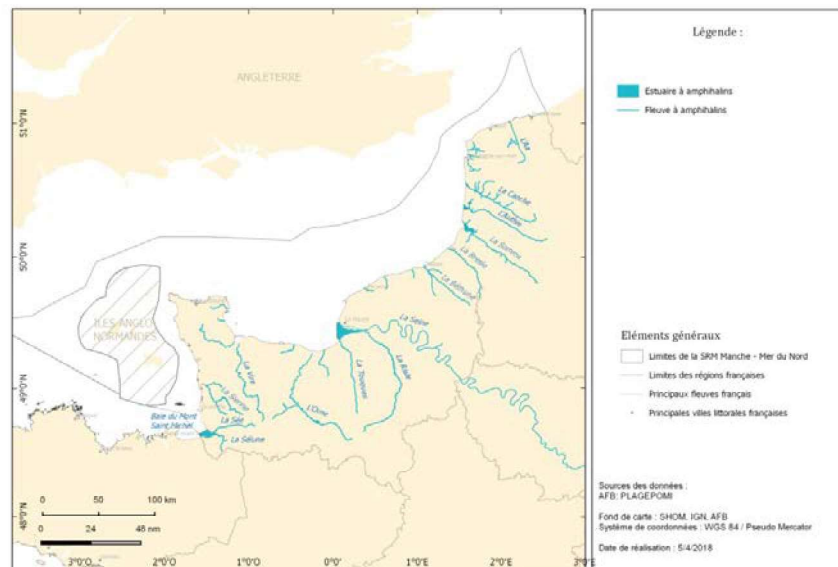 Légende :
Estuaire à amphihalins
Fleuve à amphihalins
Eléments généraux
Limites de la SRM Manche - Mer du Nord
Limites des régions françaises
Principaux fleuves français
Principales villes littorales françaises
Sources des données :
AFB: PLAGEPOMI
Fond de carte : SHOM, IGN, AFB
Système de coordonnées : WGS 84 / Pseudo Mercator
Date de réalisation : 5/4/2018
ANGLETERRE
ILES ANGLO
NORMANDES
L'Aa
La Canche
L'Authie
La Somme
La Bresle
La Béthune
La Seine
La Risle
La Touques
L'Orne
La Vire
La Sienne
La Sée
La Sélune
Baie du Mont
Saint Michel
51°0'N
50°0'N
49°0'N
48°0'N
0 50 100 km
0 24 48 nm
3°0'O 2°0'O 1°0'O 0°0' 1°0'E 2°0'E 3°0'E